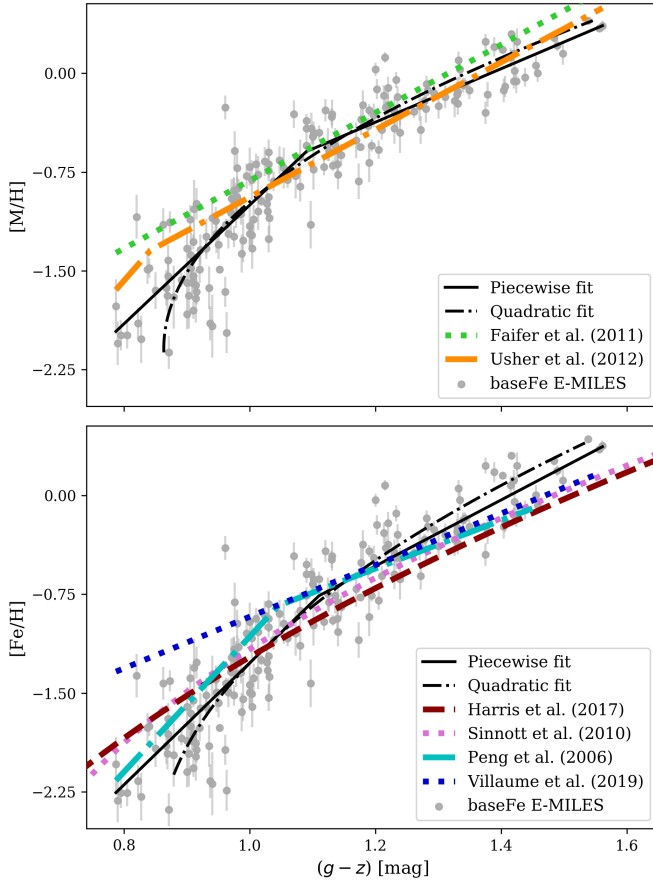 0.00
−0.75
−1.50
−2.25
[M/H]
Piecewise fit
Quadratic fit
Faifer et al. (2011)
Usher et al. (2012)
baseFe E-MILES
0.00
−0.75
−1.50
−2.25
[Fe/H]
Piecewise fit
Quadratic fit
Harris et al. (2017)
Sinnott et al. (2010)
Peng et al. (2006)
Villaume et al. (2019)
baseFe E-MILES
0.8 1.0 1.2 1.4 1.6
(g − z) [mag]